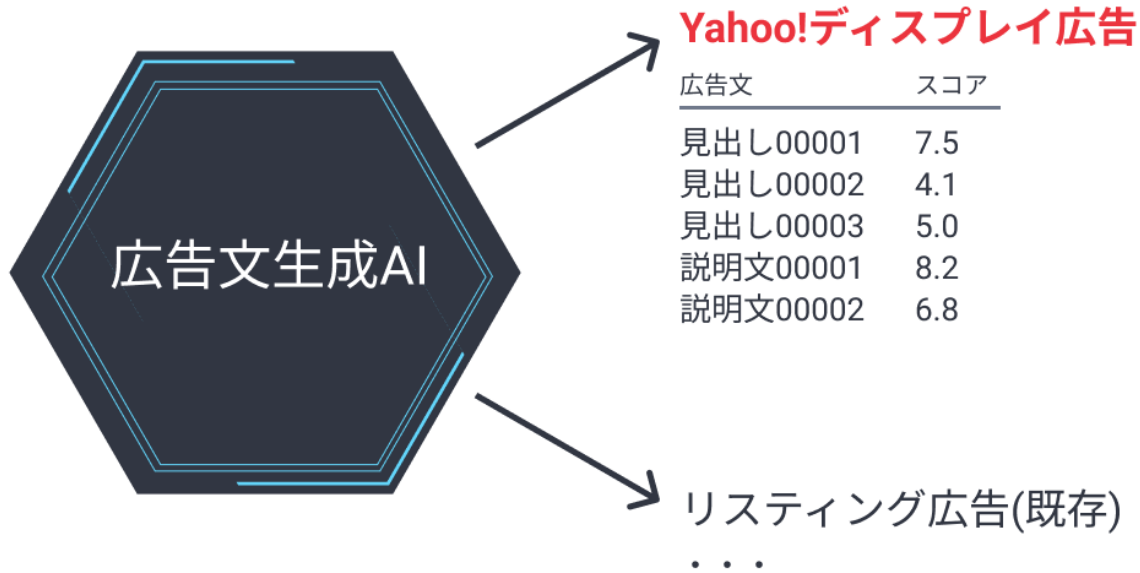 Yahoo!ディスプレイ広告
広告文 スコア
見出し00001 7.5
見出し00002 4.1
見出し00003 5.0
説明文00001 8.2
説明文00002 6.8
広告文生成AI
リスティング広告(既存)
・・・